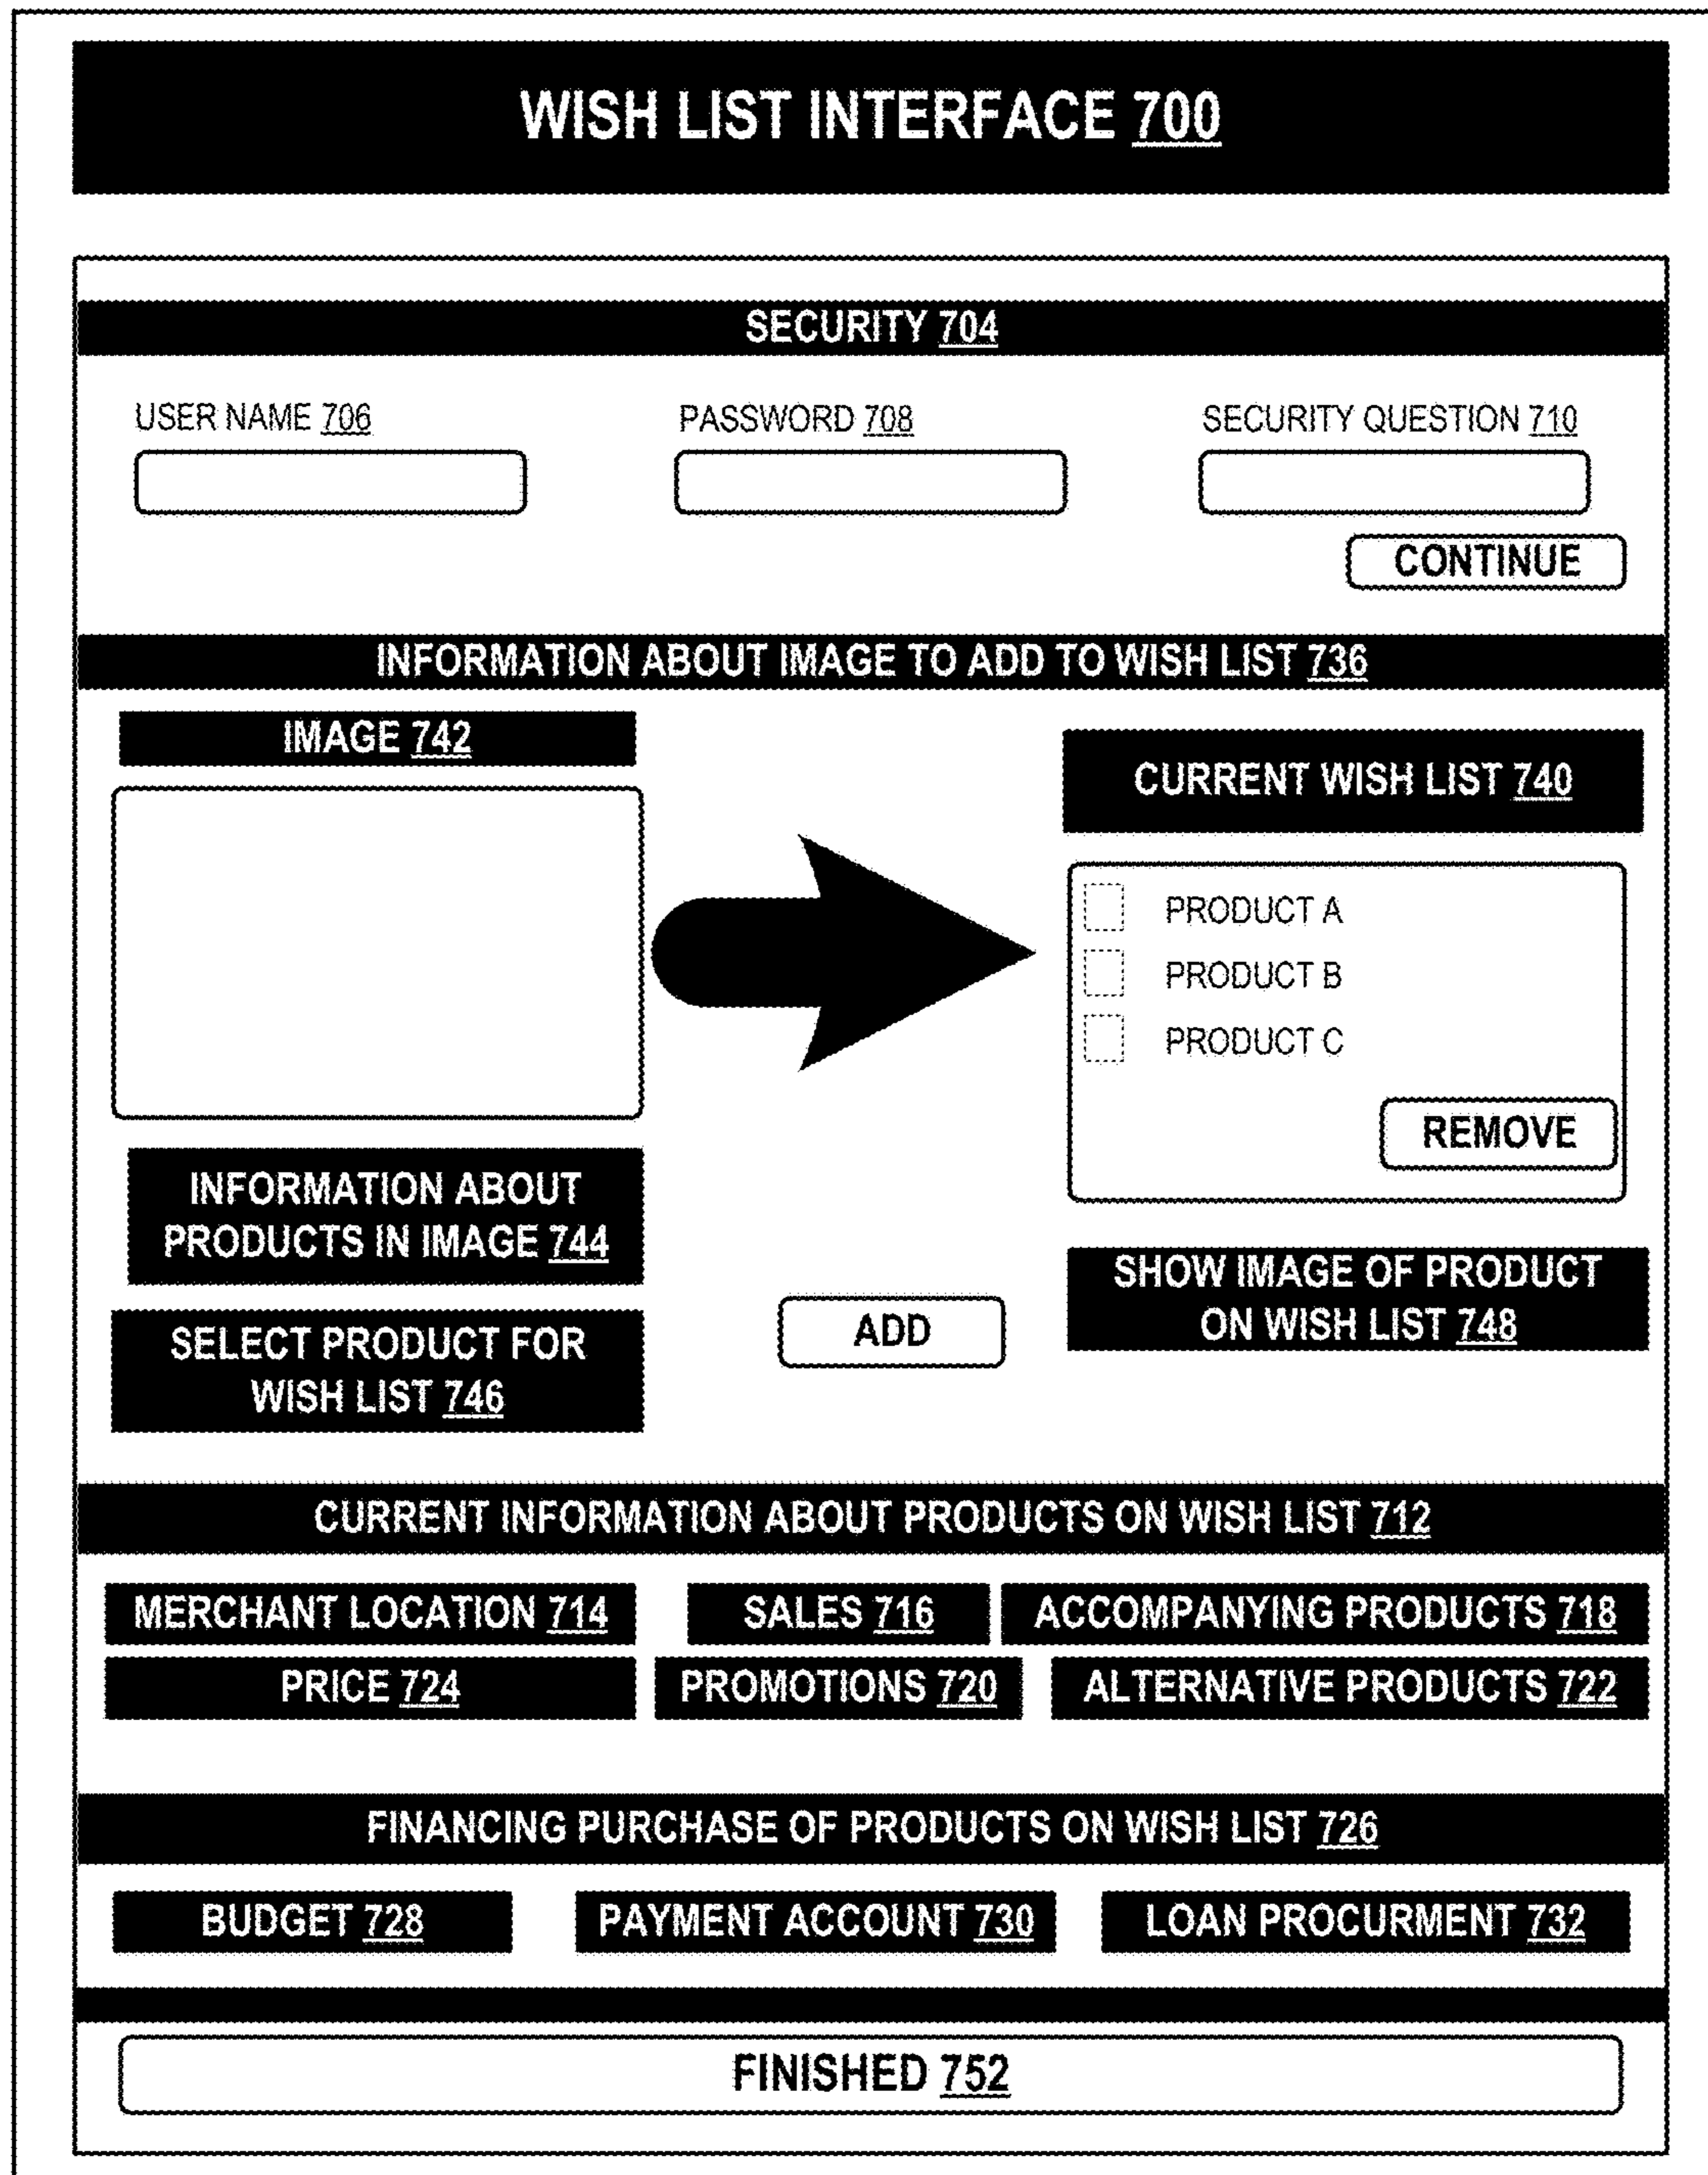 WISH LIST INTERFACE 700
SECURITY 704
USER NAME 706
PASSWORD 708
SECURITY QUESTION 710
CONTINUE
INFORMATION ABOUT IMAGE TO ADD TO WISH LIST 736
IMAGE 742
CURRENT WISH LIST 740
PRODUCT A
PRODUCT B
PRODUCT C
REMOVE
INFORMATION ABOUT
PRODUCTS IN IMAGE 744
SELECT PRODUCT FOR
WISH LIST 746
ADD
SHOW IMAGE OF PRODUCT
ON WISH LIST 748
CURRENT INFORMATION ABOUT PRODUCTS ON WISH LIST 712
MERCHANT LOCATION 714
SALES 716
ACCOMPANYING PRODUCTS 718
PRICE 724
PROMOTIONS 720
ALTERNATIVE PRODUCTS 722
FINANCING PURCHASE OF PRODUCTS ON WISH LIST 726
BUDGET 728
PAYMENT ACCOUNT 730
LOAN PROCURMENT 732
FINISHED 752